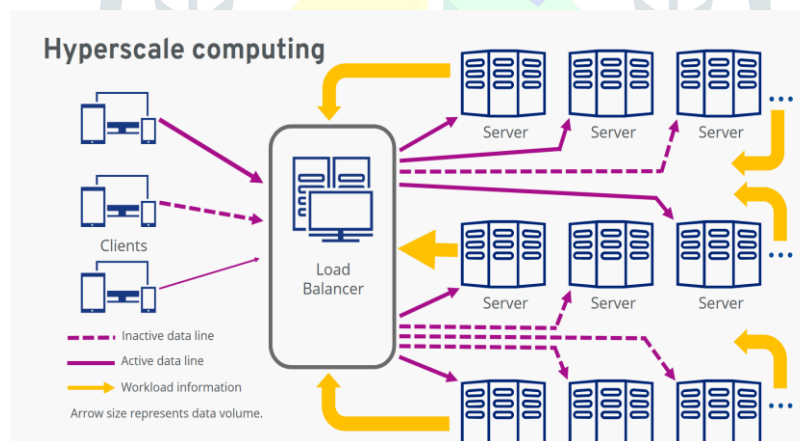 Hyperscale computing
Server
Server
Server
...
Clients
Load
Balancer
...
Server
Server
Server
Inactive data line
Active data line
Workload information
Arrow size represents data volume.
...